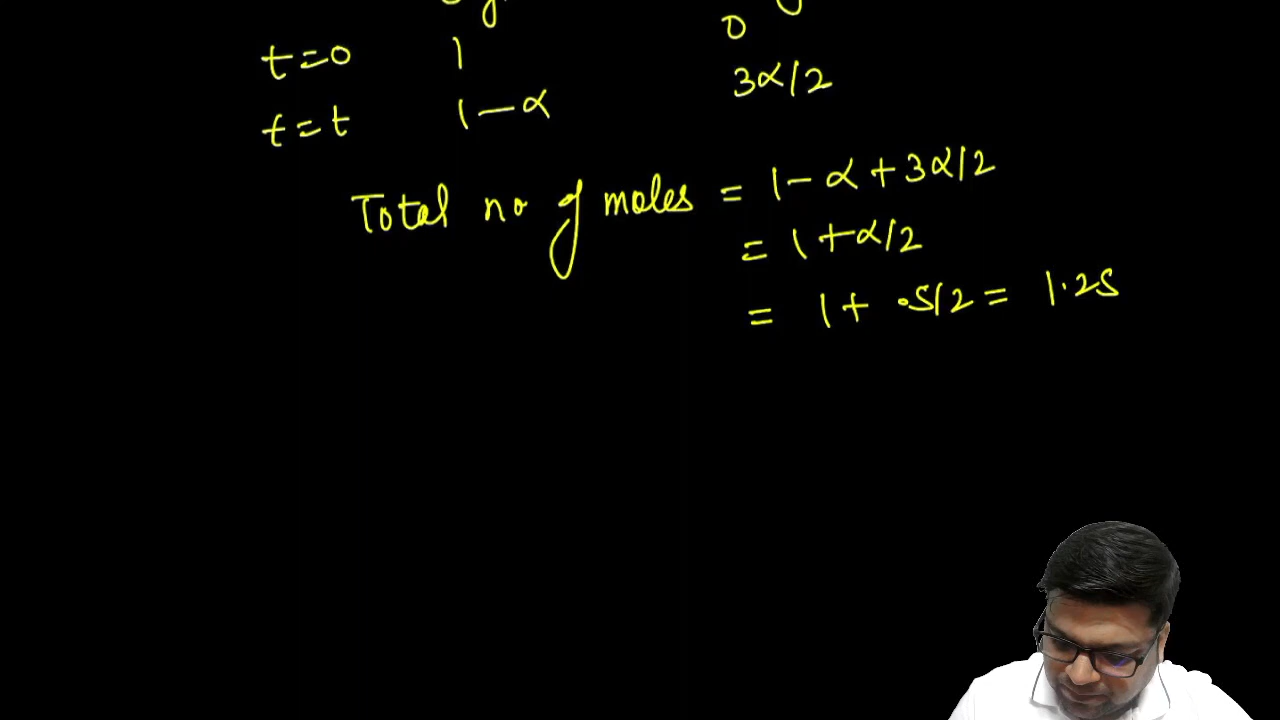 t=0 1 0
t=t 1-α 3α/2
Total no of moles = 1-α+3α/2
= 1+α/2
= 1+ .5/2 = 1.25